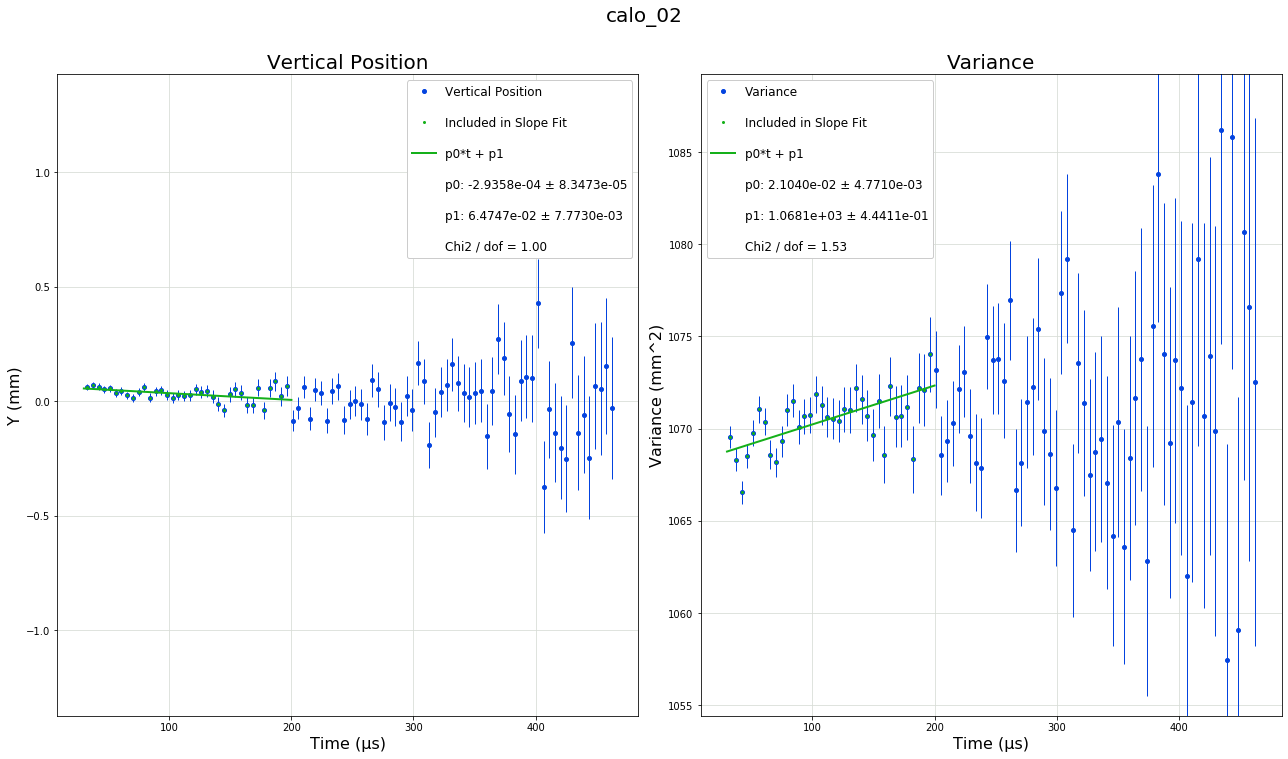 calo_02
Vertical Position
Variance
Vertical Position
Included in Slope Fit
p0*t + p1
p0: -2.9358e-04 ± 8.3473e-05
p1: 6.4747e-02 ± 7.7730e-03
Chi2 / dof = 1.00
1.0
0.5
0.0
−0.5
−1.0
Y (mm)
100
200
300
400
Time (µs)
Variance
Included in Slope Fit
p0*t + p1
p0: 2.1040e-02 ± 4.7710e-03
p1: 1.0681e+03 ± 4.4411e-01
Chi2 / dof = 1.53
1085
1080
1075
1070
1065
1060
1055
Variance (mm^2)
100
200
300
400
Time (µs)